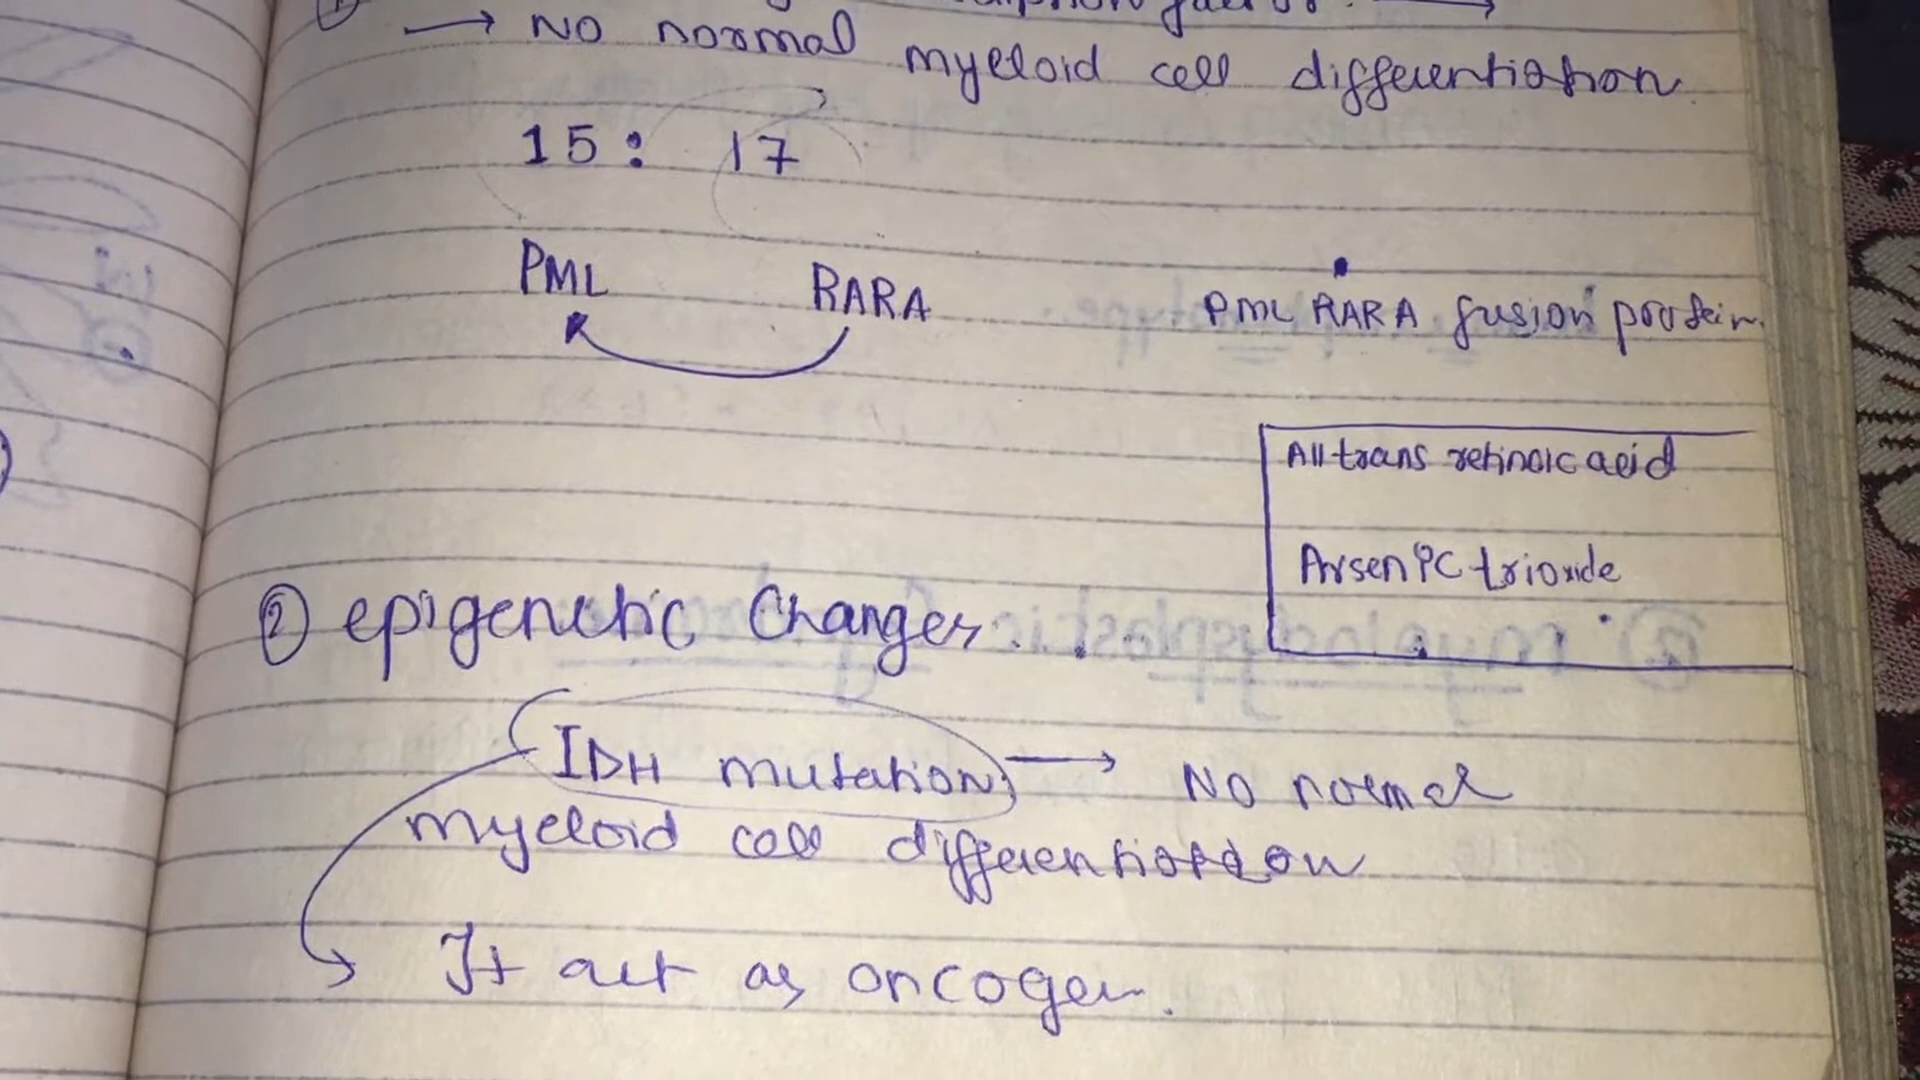 → No normal myeloid cell differentiation
15: 17
PML RARA PML RARA fusion protein.
All trans retinoic acid
Arsenic trioxide
② epigenetic Changes.
IDH mutation → No normal
myeloid cell differentiation
It act as oncogen.